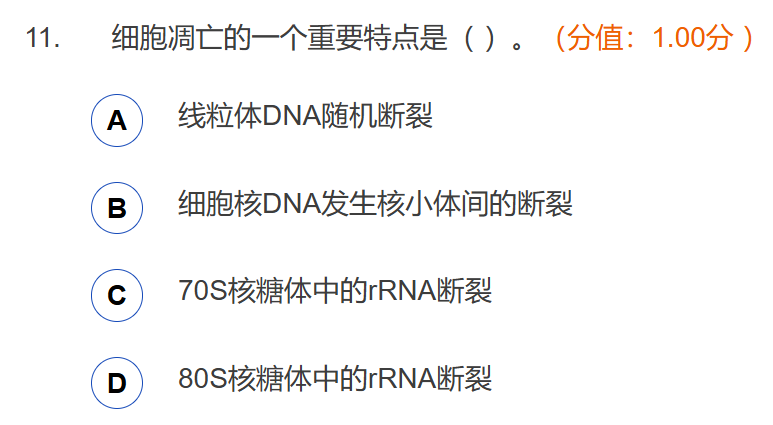 11. 细胞凋亡的一个重要特点是（ ）。（分值：1.00分 ）
A 线粒体DNA随机断裂
B 细胞核DNA发生核小体间的断裂
C 70S核糖体中的rRNA断裂
D 80S核糖体中的rRNA断裂